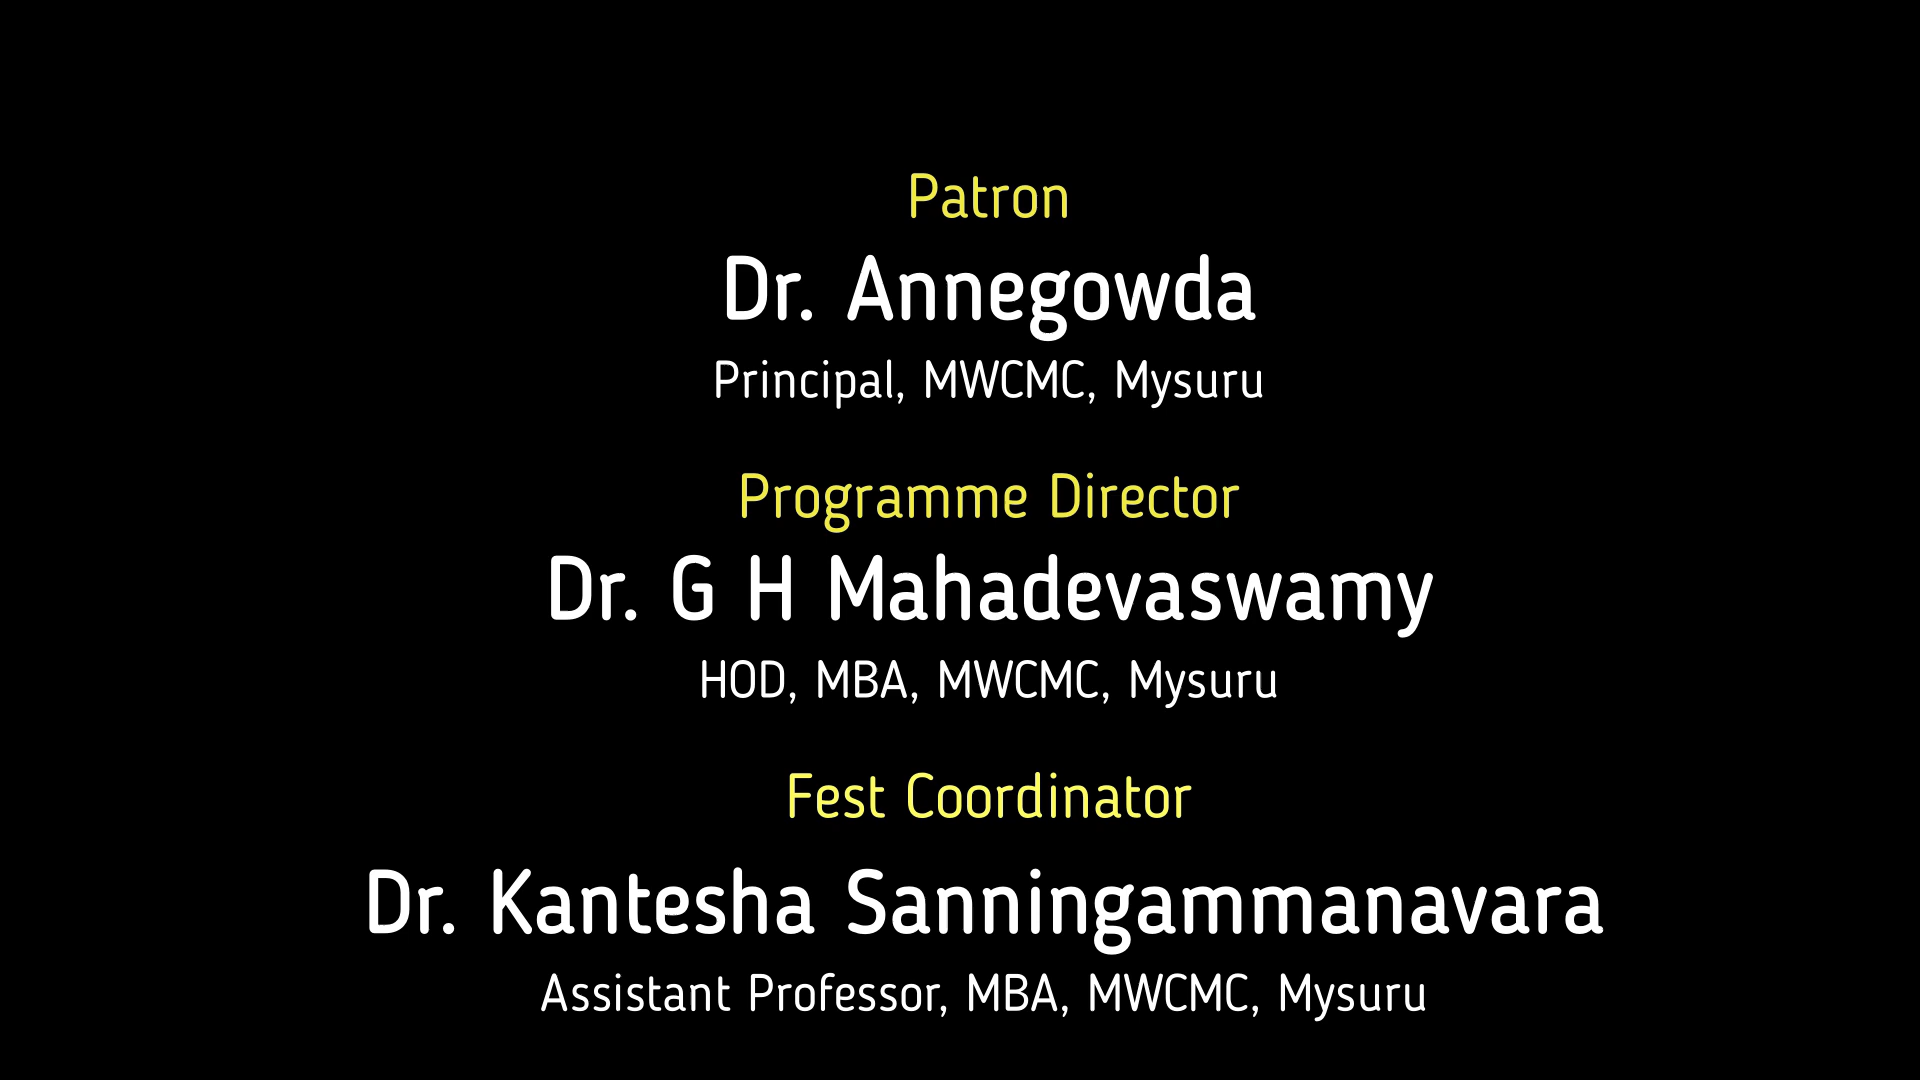 Patron
Dr. Annegowda
Principal, MWCMC, Mysuru
Programme Director
Dr. G H Mahadevaswamy
HOD, MBA, MWCMC, Mysuru
Fest Coordinator
Dr. Kantesha Sanningammanavara
Assistant Professor, MBA, MWCMC, Mysuru